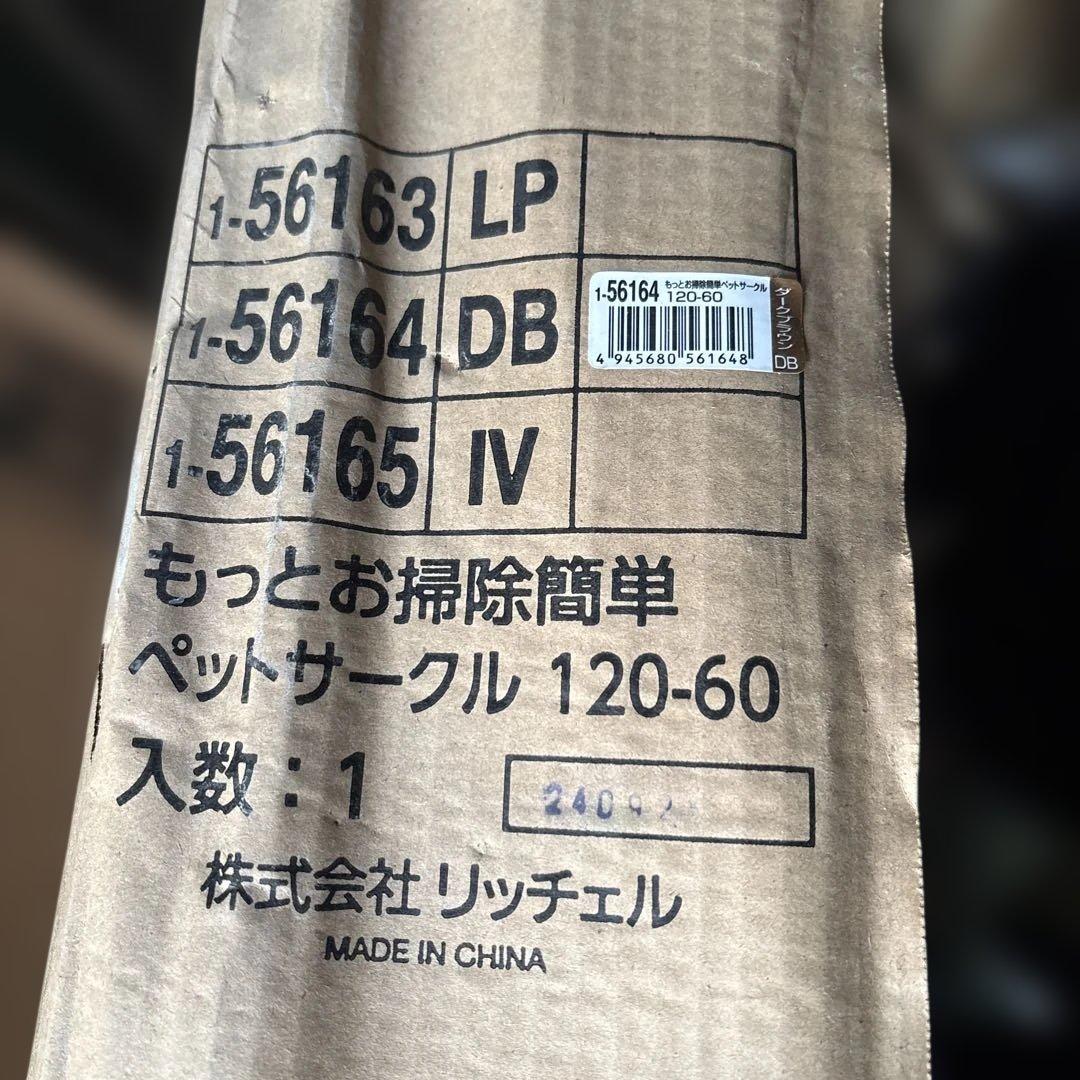 1-56163 LP
1-56164 DB
1-56164 もっとお掃除簡単ペットサークル
120-60
4 945680 561648
ダークブラウン
DB
1-56165 IV
もっとお掃除簡単
ペットサークル 120-60
入数：1
2409
株式会社 リッチェル
MADE IN CHINA